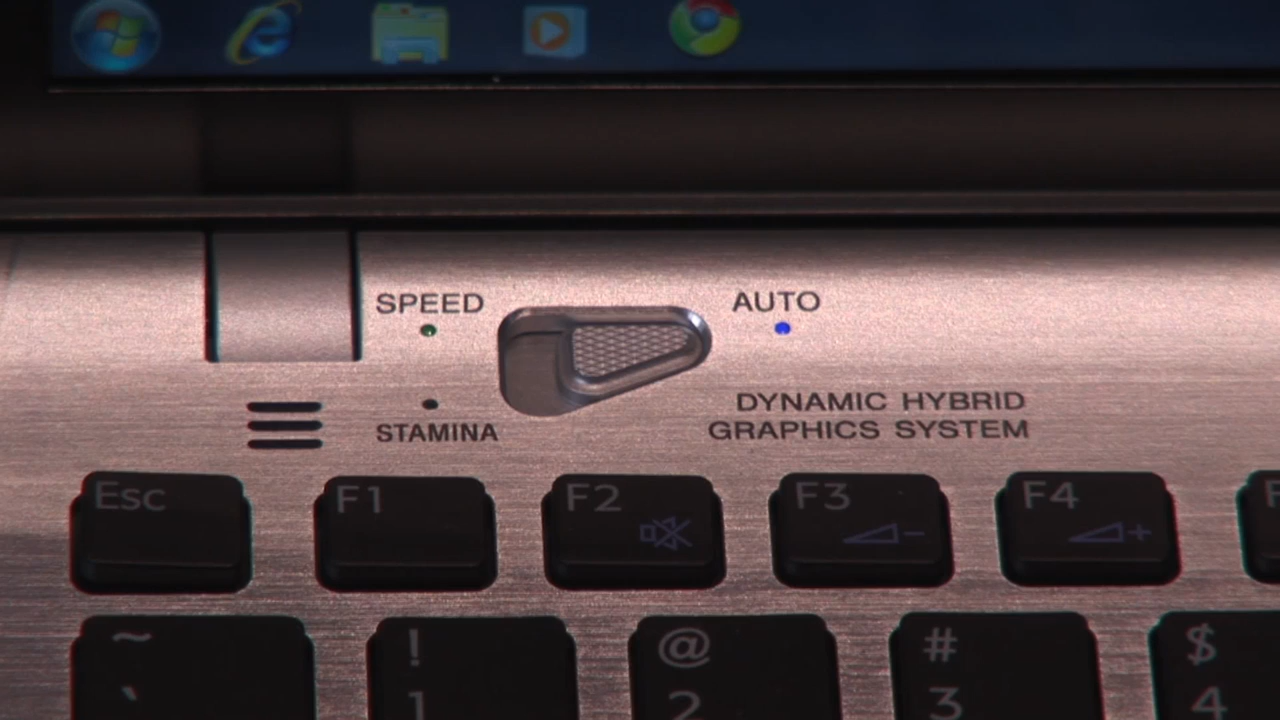 SPEED
AUTO
STAMINA
DYNAMIC HYBRID
GRAPHICS SYSTEM
Esc
F1
F2
F3
F4
F
~
`
!
1
@
2
#
3
$
4